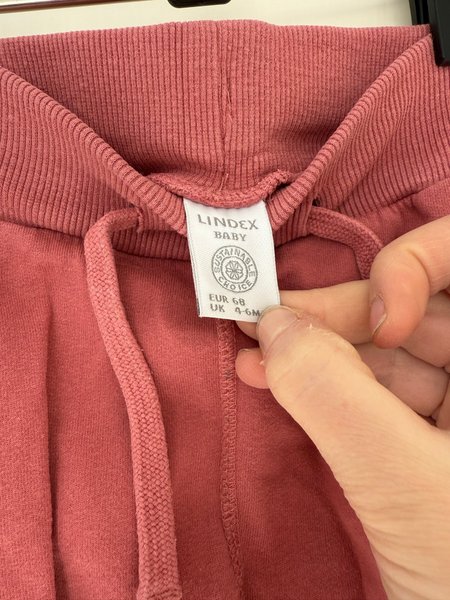 LINDEX
BABY
SUSTAINABLE
CHOICE
EUR 68
UK 4-6M